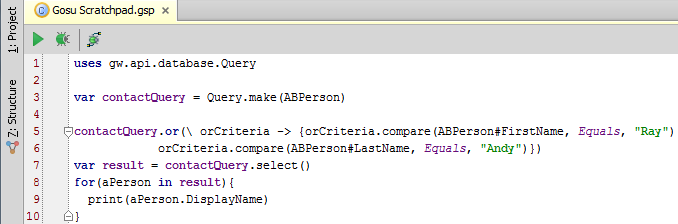 Gosu Scratchpad.gsp ×
1: Project
Z: Structure
1 uses gw.api.database.Query
2
3 var contactQuery = Query.make(ABPerson)
4
5 contactQuery.or(\ orCriteria -> {orCriteria.compare(ABPerson#FirstName, Equals, "Ray")
6 orCriteria.compare(ABPerson#LastName, Equals, "Andy")})
7 var result = contactQuery.select()
8 for(aPerson in result){
9 print(aPerson.DisplayName)
10 }